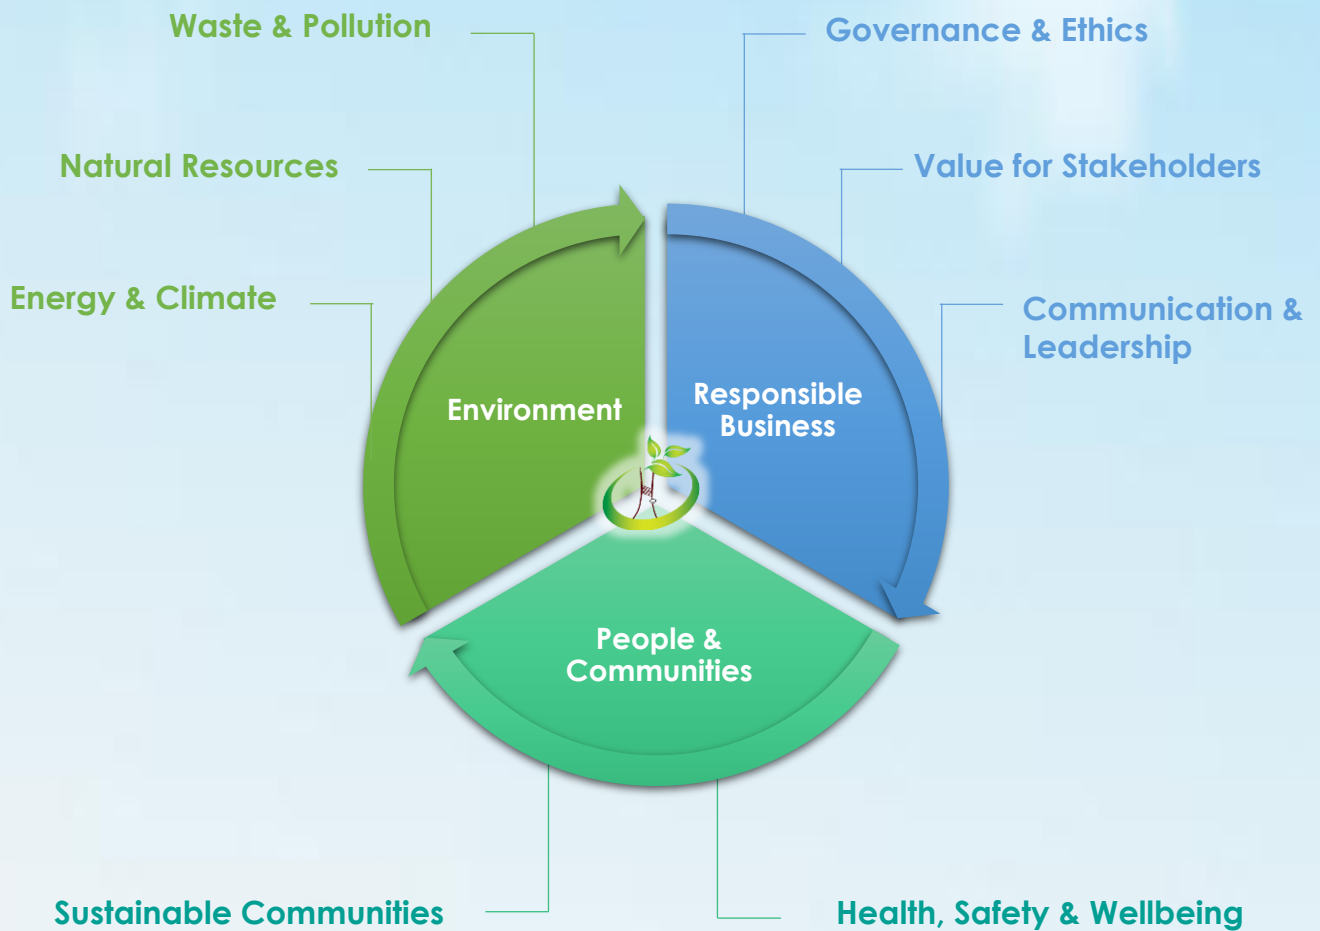 Waste & Pollution
Governance & Ethics
Natural Resources
Value for Stakeholders
Energy & Climate
Communication &
Leadership
Environment
Responsible
Business
People &
Communities
Sustainable Communities
Health, Safety & Wellbeing